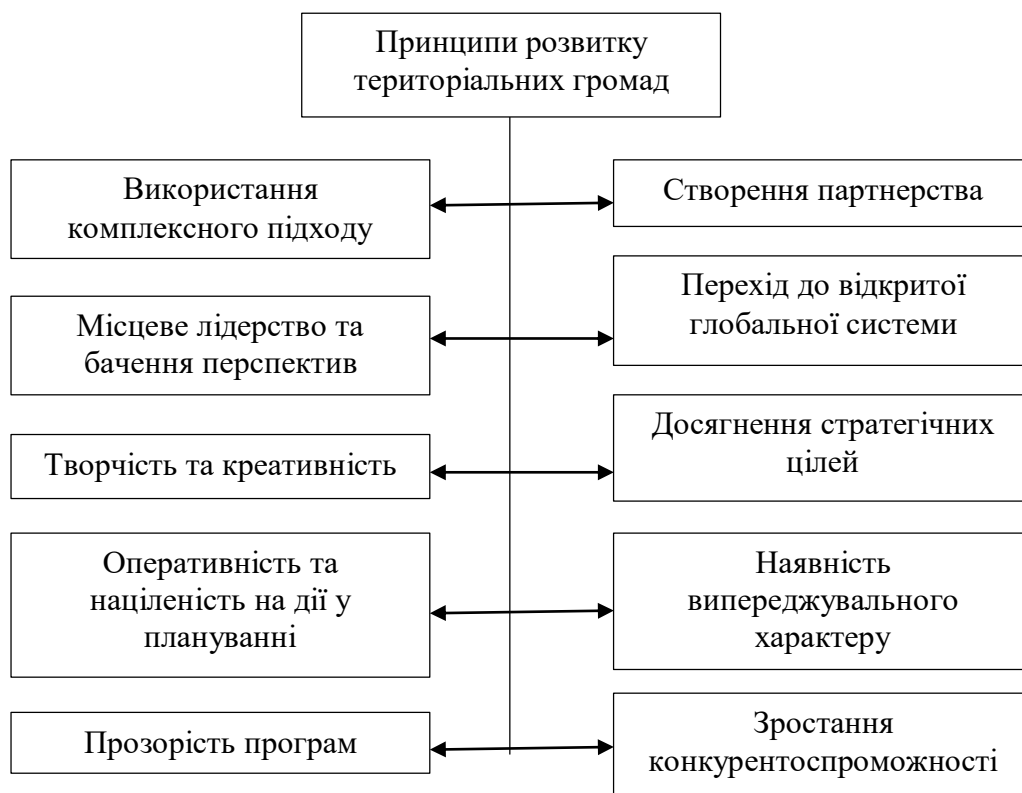 Принципи розвитку
територіальних громад
Використання
комплексного підходу
Створення партнерства
Місцеве лідерство та
бачення перспектив
Перехід до відкритої
глобальної системи
Творчість та креативність
Досягнення стратегічних
цілей
Оперативність та
націленість на дії у
плануванні
Наявність
випереджувального
характеру
Прозорість програм
Зростання
конкурентоспроможності